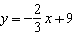 y = −2/3 x + 9